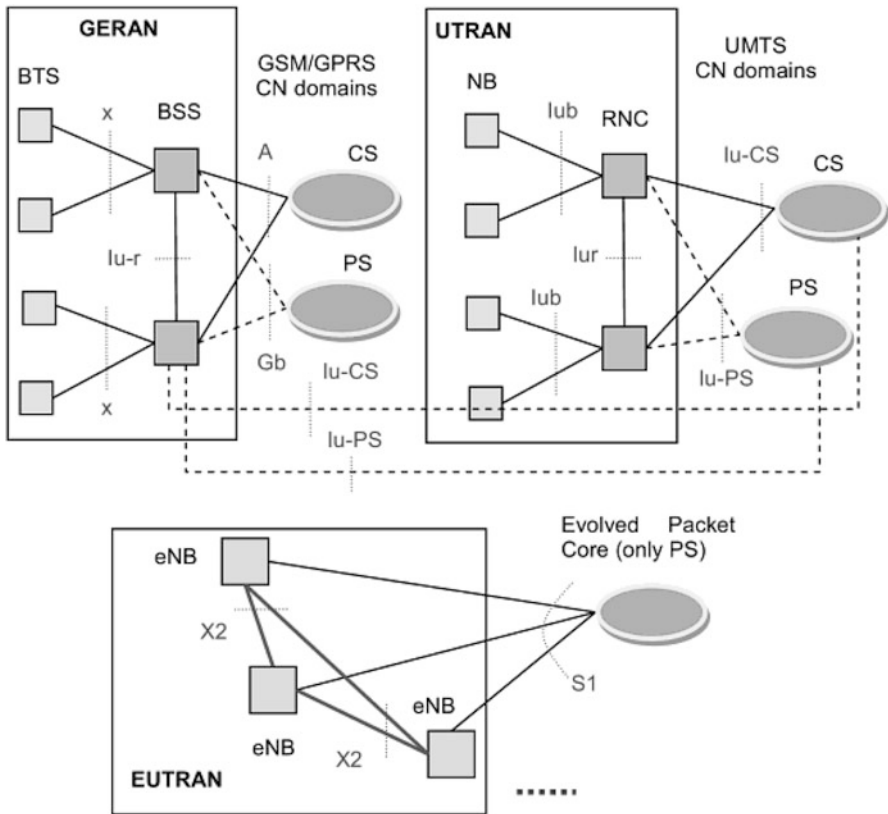 GERAN
BTS
x
BSS
GSM/GPRS
CN domains
A
CS
Iu-r
PS
x
Gb
Iu-CS
Iu-PS
UTRAN
NB
Iub
RNC
UMTS
CN domains
Iu-CS
CS
Iur
Iub
PS
Iu-PS
eNB
Evolved Packet
Core (only PS)
X2
eNB
eNB
X2
S1
EUTRAN